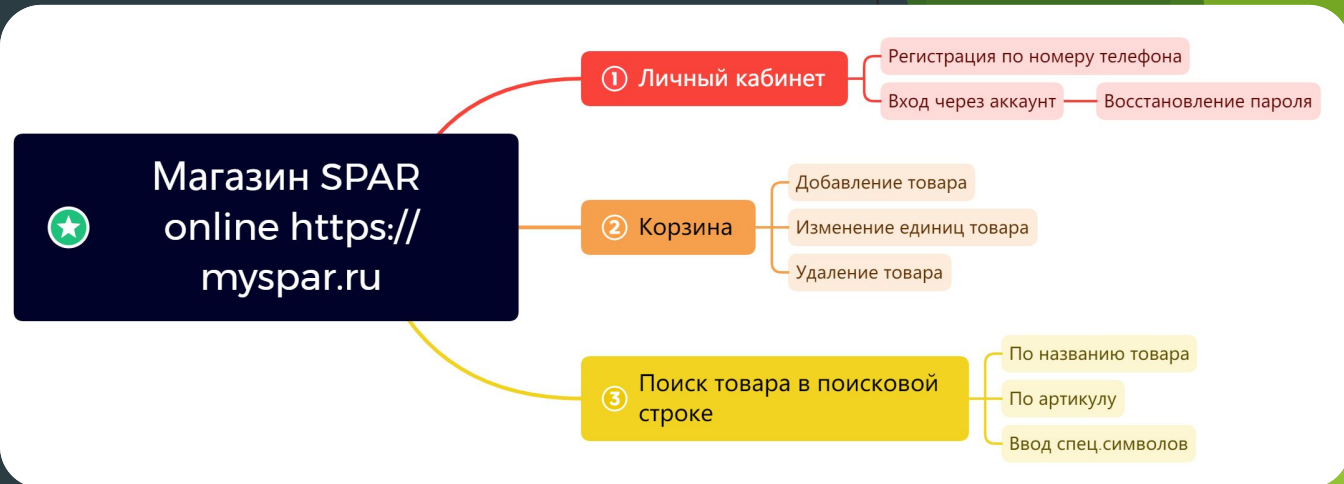 Магазин SPAR
online https://
myspar.ru
① Личный кабинет
Регистрация по номеру телефона
Вход через аккаунт
Восстановление пароля
② Корзина
Добавление товара
Изменение единиц товара
Удаление товара
③ Поиск товара в поисковой
строке
По названию товара
По артикулу
Ввод спец.символов